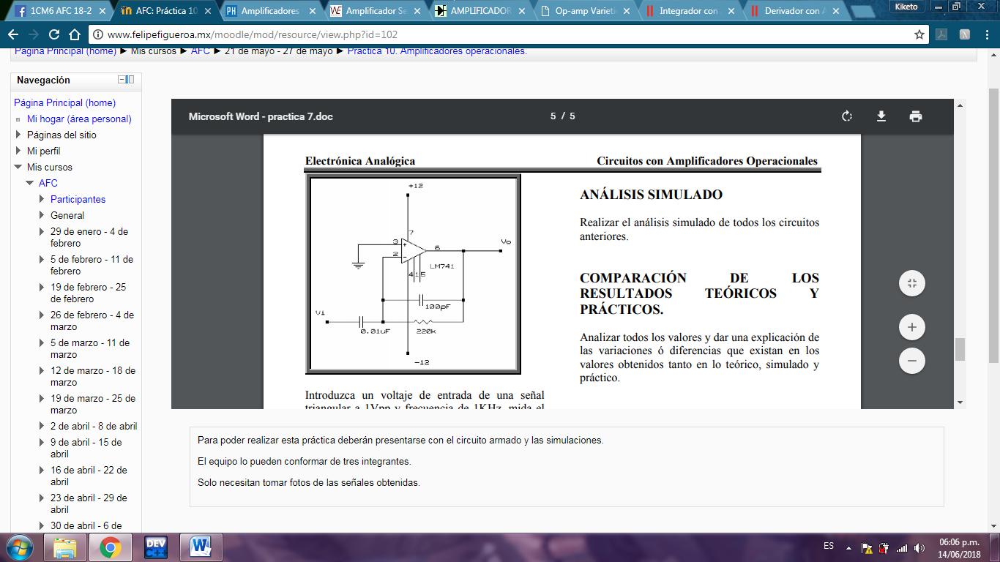 1CM6 AFC 18-2
AFC: Práctica 10
Amplificadores
Amplificador Se
AMPLIFICADOR
Op-amp Varieti
Integrador con
Derivador con
Kiketo
www.felipefigueroa.mx/moodle/mod/resource/view.php?id=102
Página Principal (home) ► Mis cursos ► AFC ► 21 de mayo - 27 de mayo ► Práctica 10. Amplificadores operacionales.
Navegación
Página Principal (home)
Mi hogar (área personal)
Páginas del sitio
Mi perfil
Mis cursos
AFC
Participantes
General
29 de enero - 4 de
febrero
5 de febrero - 11 de
febrero
19 de febrero - 25
de febrero
26 de febrero - 4 de
marzo
5 de marzo - 11 de
marzo
12 de marzo - 18 de
marzo
19 de marzo - 25 de
marzo
2 de abril - 8 de abril
9 de abril - 15 de
abril
16 de abril - 22 de
abril
23 de abril - 29 de
abril
30 de abril - 6 de
Microsoft Word - practica 7.doc
5 / 5
Electrónica Analógica
Circuitos con Amplificadores Operacionales
+12
7
3
+
2
-
6
Vo
LM741
4 1 5
100pF
Vi
0.01uF
220k
-12
Introduzca un voltaje de entrada de una señal
triangular a 1Vpp y frecuencia de 1KHz, mida el
ANÁLISIS SIMULADO
Realizar el análisis simulado de todos los circuitos
anteriores.
COMPARACIÓN DE LOS
RESULTADOS TEÓRICOS Y
PRÁCTICOS.
Analizar todos los valores y dar una explicación de
las variaciones ó diferencias que existan en los
valores obtenidos tanto en lo teórico, simulado y
práctico.
Para poder realizar esta práctica deberán presentarse con el circuito armado y las simulaciones.
El equipo lo pueden conformar de tres integrantes.
Solo necesitan tomar fotos de las señales obtenidas.
ES
06:06 p.m.
14/06/2018